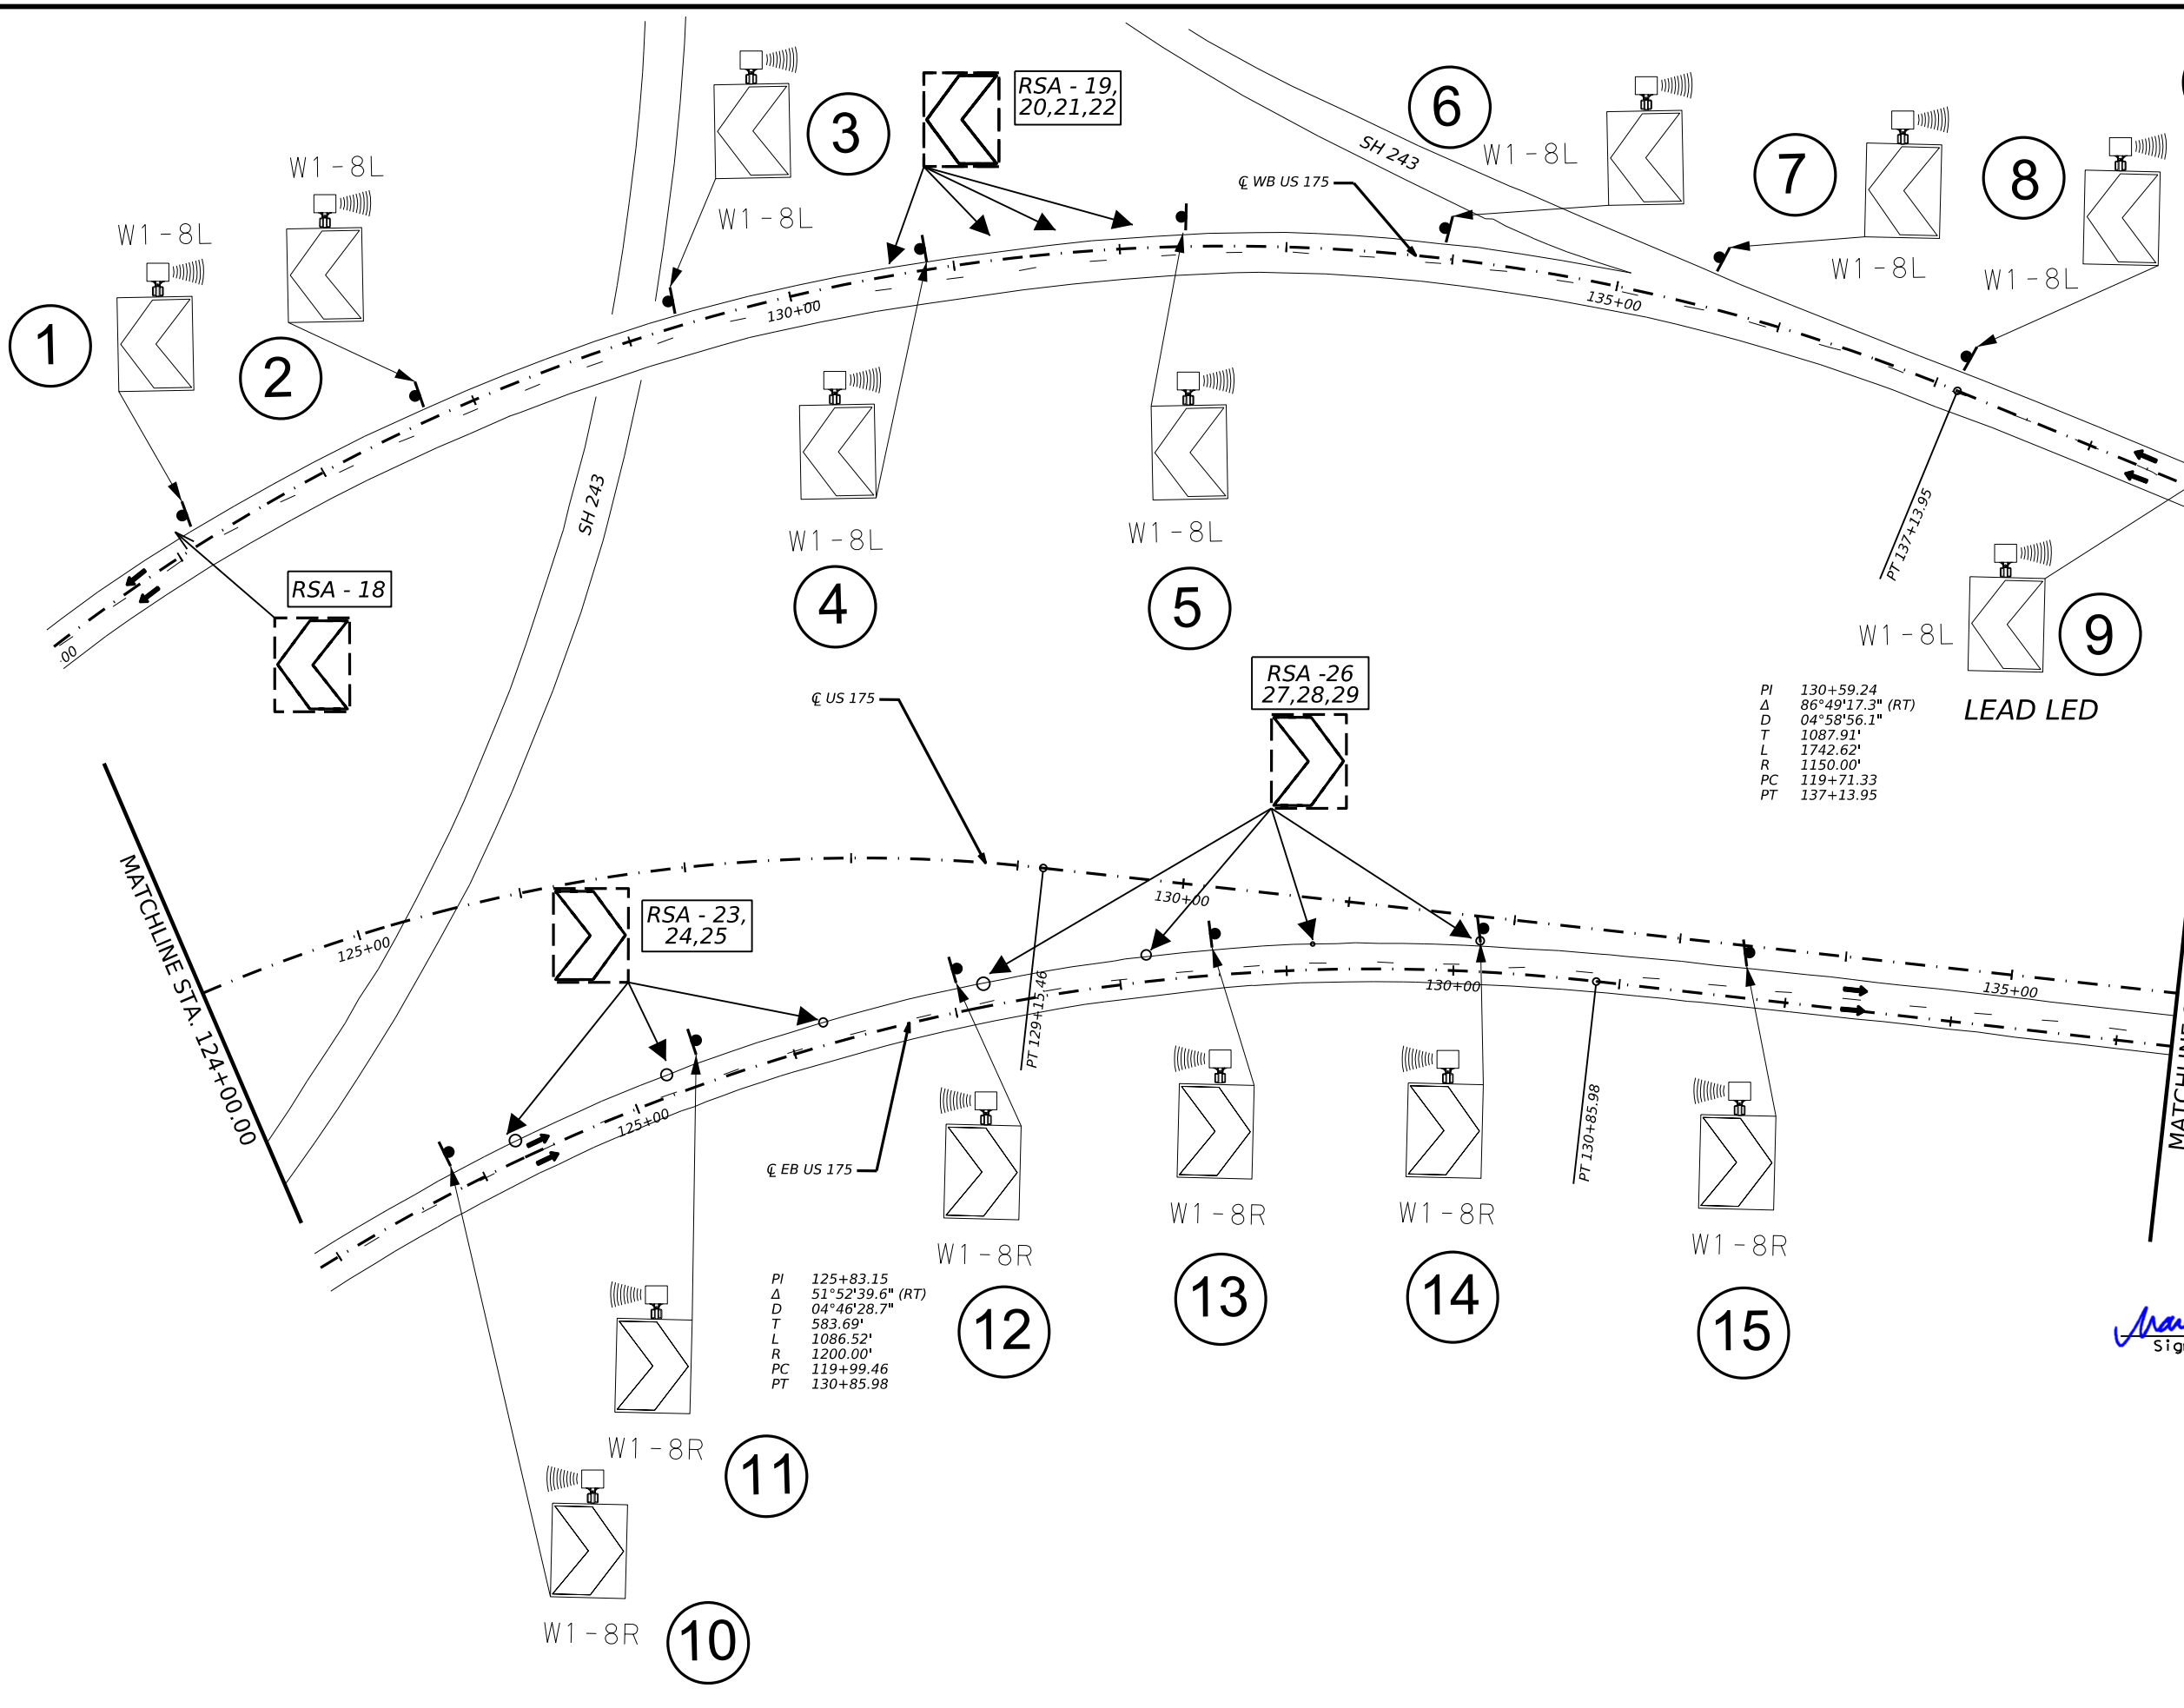 RSA - 19,
20,21,22
3
6
W1-8L
7
8
SH 243
℄ WB US 175
W1-8L
W1-8L
W1-8L
W1-8L
W1-8L
1
2
130+00
135+00
SH 243
RSA - 18
W1-8L
4
W1-8L
5
PT 137+13.95
W1-8L
9
LEAD LED
:00
℄ US 175
RSA -26
27,28,29
PI 130+59.24
Δ 86°49'17.3" (RT)
D 04°58'56.1"
T 1087.91'
L 1742.62'
R 1150.00'
PC 119+71.33
PT 137+13.95
MATCHLINE STA. 124+00.00
125+00
RSA - 23,
24,25
130+00
PT 129+15.46
130+00
135+00
125+00
℄ EB US 175
PT 130+85.98
MATCHLINE
W1-8R
12
W1-8R
13
W1-8R
14
W1-8R
15
PI 125+83.15
Δ 51°52'39.6" (RT)
D 04°46'28.7"
T 583.69'
L 1086.52'
R 1200.00'
PC 119+99.46
PT 130+85.98
W1-8R
11
W1-8R
10